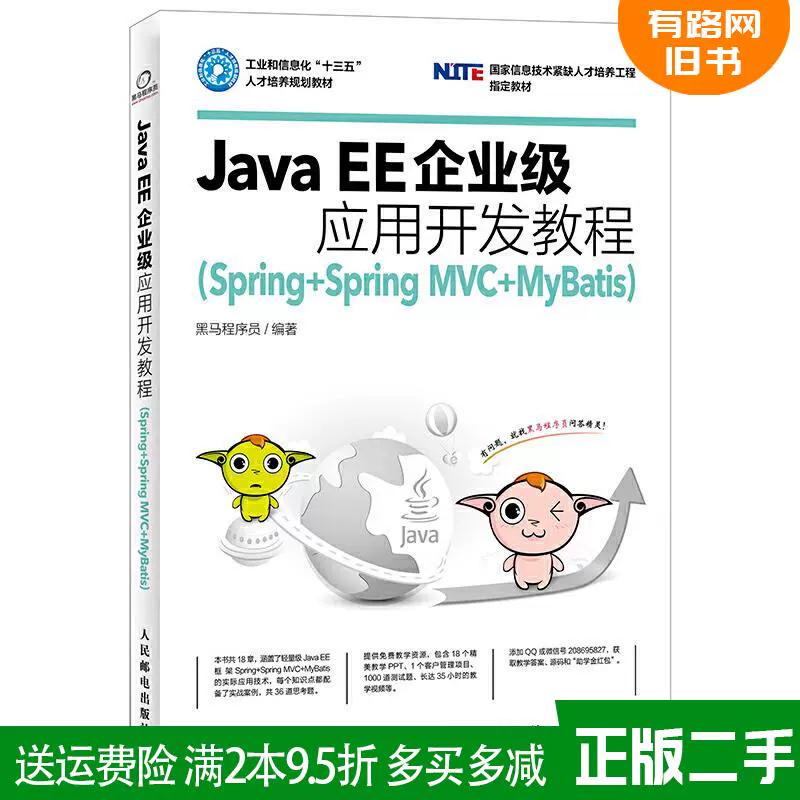 有路网
旧书
黑马程序员
工业和信息化“十三五”
人才培养规划教材
NITE
国家信息技术紧缺人才培养工程
指定教材
Java EE 企业级
应用开发教程
(Spring+Spring MVC+MyBatis)
黑马程序员 / 编著
Java EE 企业级应用开发教程(Spring+Spring MVC+MyBatis)
有问题，就找黑马程序员问答精灵！
Java
本书共 18 章，涵盖了轻量级 Java EE
框 架 Spring+Spring MVC+MyBatis
的实际应用技术，每个知识点都配
备了实战案例，共 36 道思考题。
提供免费教学资源，包含 18 个精
美教学 PPT、1 个客户管理项目、
1000 道测试题、长达 35 小时的教
学视频等。
添加 QQ 或微信号 208695827，获
取教学答案、源码和“助学金红包”。
人民邮电出版
送运费险 满2本9.5折 多买多减
正版二手